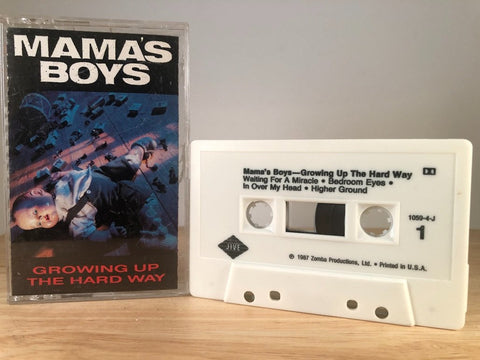 MAMA'S
BOYS
GROWING UP
THE HARD WAY
Mama's Boys—Growing Up The Hard Way
Waiting For A Miracle • Bedroom Eyes •
In Over My Head • Higher Ground
1059-4-J
1
JIVE
© 1987 Zomba Productions, Ltd. • Printed in U.S.A.